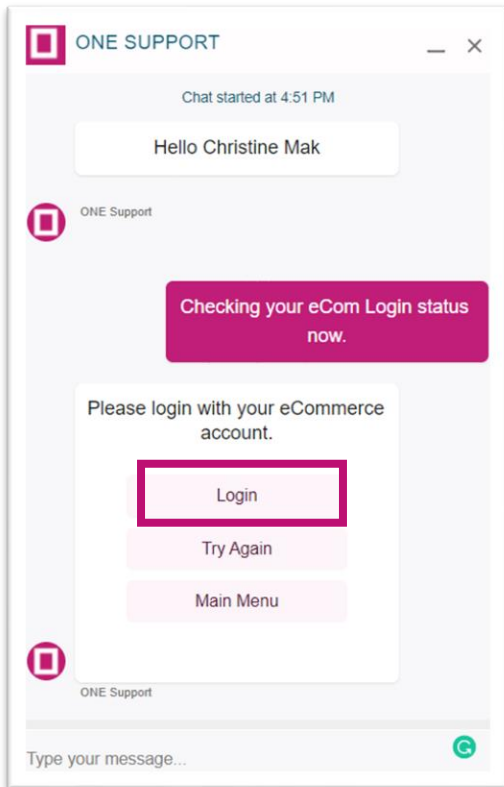 ONE SUPPORT
Chat started at 4:51 PM
Hello Christine Mak
ONE Support
Checking your eCom Login status
now.
Please login with your eCommerce
account.
Login
Try Again
Main Menu
ONE Support
Type your message...